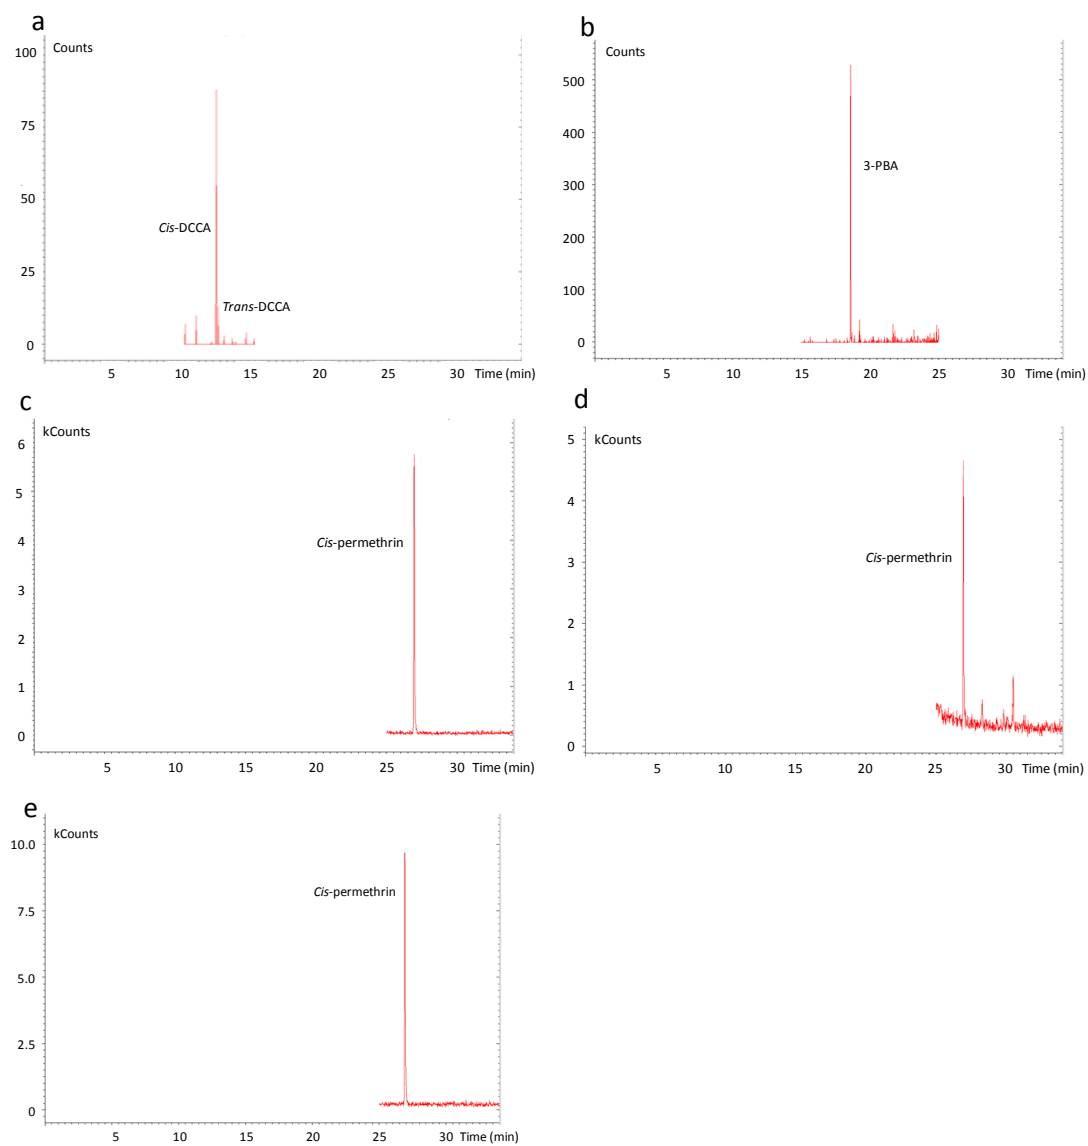 a
Counts
100
75
50
25
0
Cis-DCCA
Trans-DCCA
5 10 15 20 25 30 Time (min)
b
Counts
500
400
300
200
100
0
3-PBA
5 10 15 20 25 30 Time (min)
c
kCounts
6
5
4
3
2
1
0
Cis-permethrin
5 10 15 20 25 30 Time (min)
d
kCounts
5
4
3
2
1
0
Cis-permethrin
5 10 15 20 25 30 Time (min)
e
kCounts
10.0
7.5
5.0
2.5
0
Cis-permethrin
5 10 15 20 25 30 Time (min)